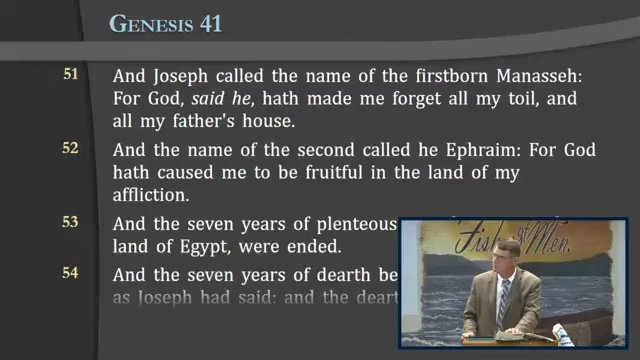 GENESIS 41
51 And Joseph called the name of the firstborn Manasseh:
For God, said he, hath made me forget all my toil, and
all my father's house.
52 And the name of the second called he Ephraim: For God
hath caused me to be fruitful in the land of my
affliction.
53 And the seven years of plenteous
land of Egypt, were ended.
54 And the seven years of dearth be
as Joseph had said: and the deart
Fish
of Men.